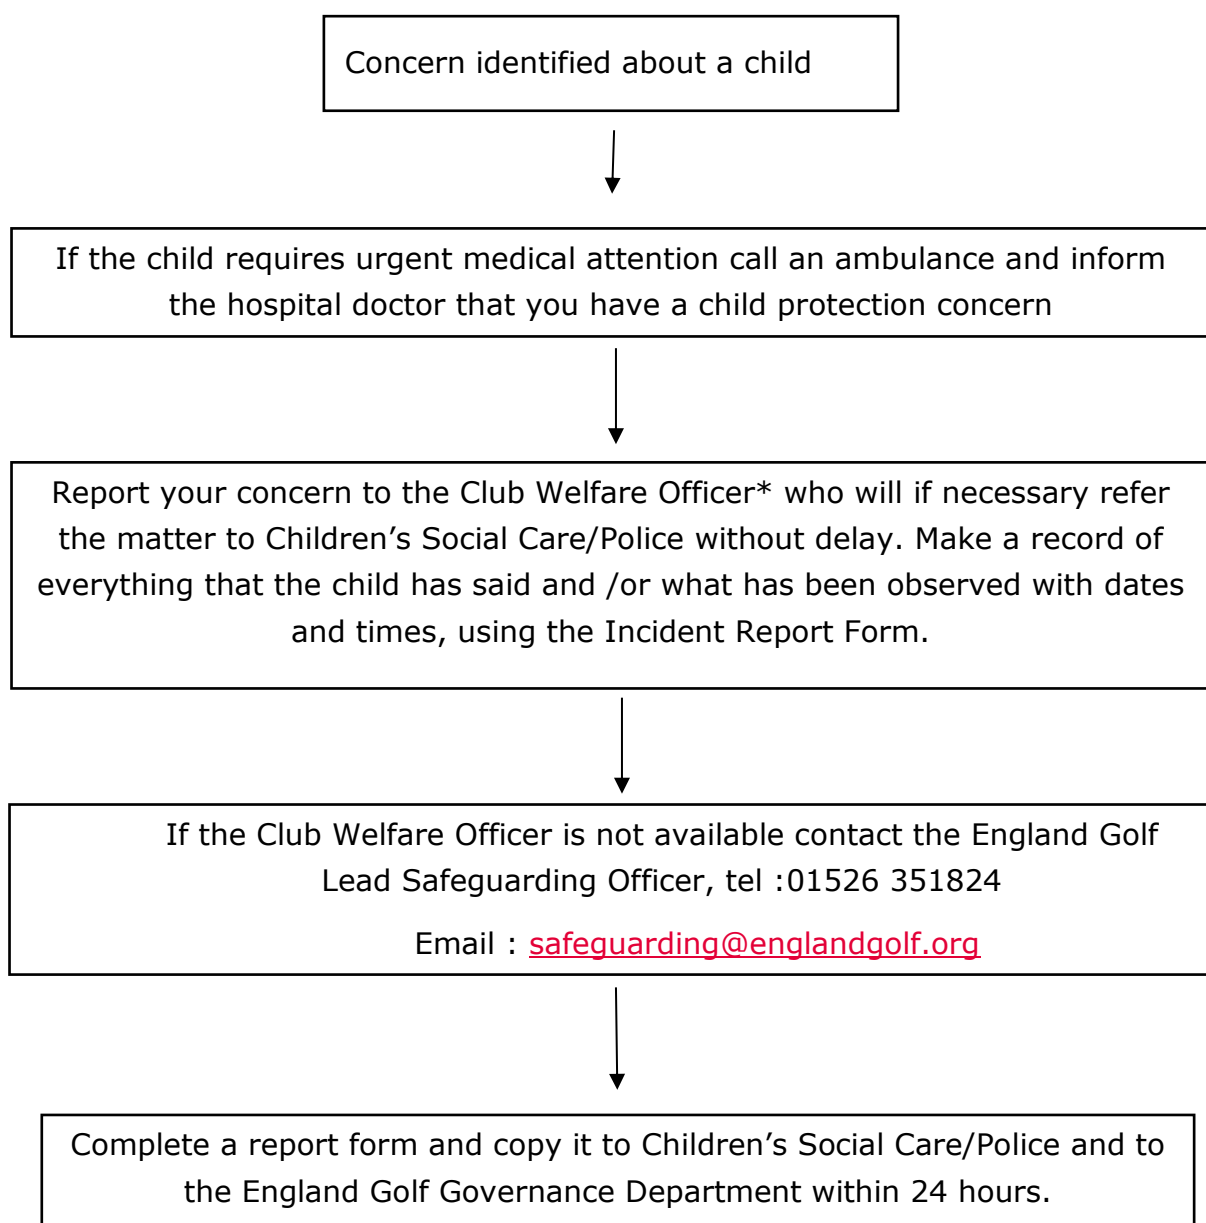 Concern identified about a child
If the child requires urgent medical attention call an ambulance and inform
the hospital doctor that you have a child protection concern
Report your concern to the Club Welfare Officer* who will if necessary refer
the matter to Children’s Social Care/Police without delay. Make a record of
everything that the child has said and /or what has been observed with dates
and times, using the Incident Report Form.
If the Club Welfare Officer is not available contact the England Golf
Lead Safeguarding Officer, tel :01526 351824
Email : safeguarding@englandgolf.org
Complete a report form and copy it to Children’s Social Care/Police and to
the England Golf Governance Department within 24 hours.